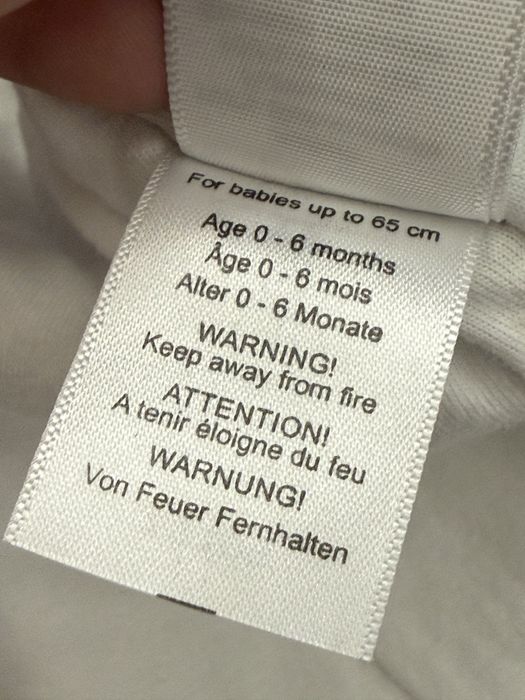 For babies up to 65 cm
Age 0 - 6 months
Âge 0 - 6 mois
Alter 0 - 6 Monate
WARNING!
Keep away from fire
ATTENTION!
A tenir éloigne du feu
WARNUNG!
Von Feuer Fernhalten